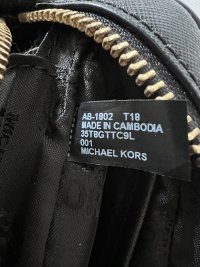 AB-1802 T18
MADE IN CAMBODIA
35T8GTTC9L
001
MICHAEL KORS